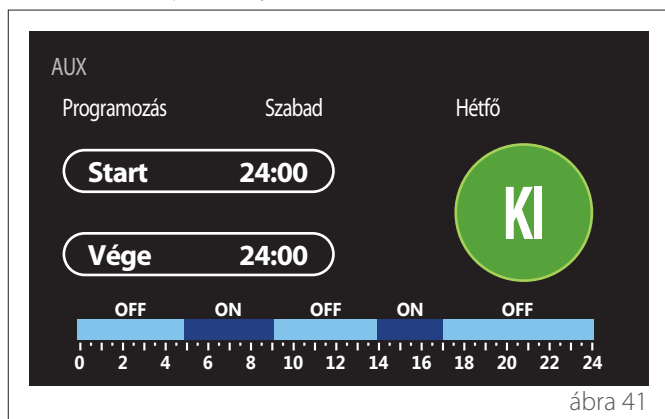 AUX
Programozás Szabad Hétfő
Start 24:00
KI
Vége 24:00
OFF ON OFF ON OFF
0 2 4 6 8 10 12 14 16 18 20 22 24
ábra 41